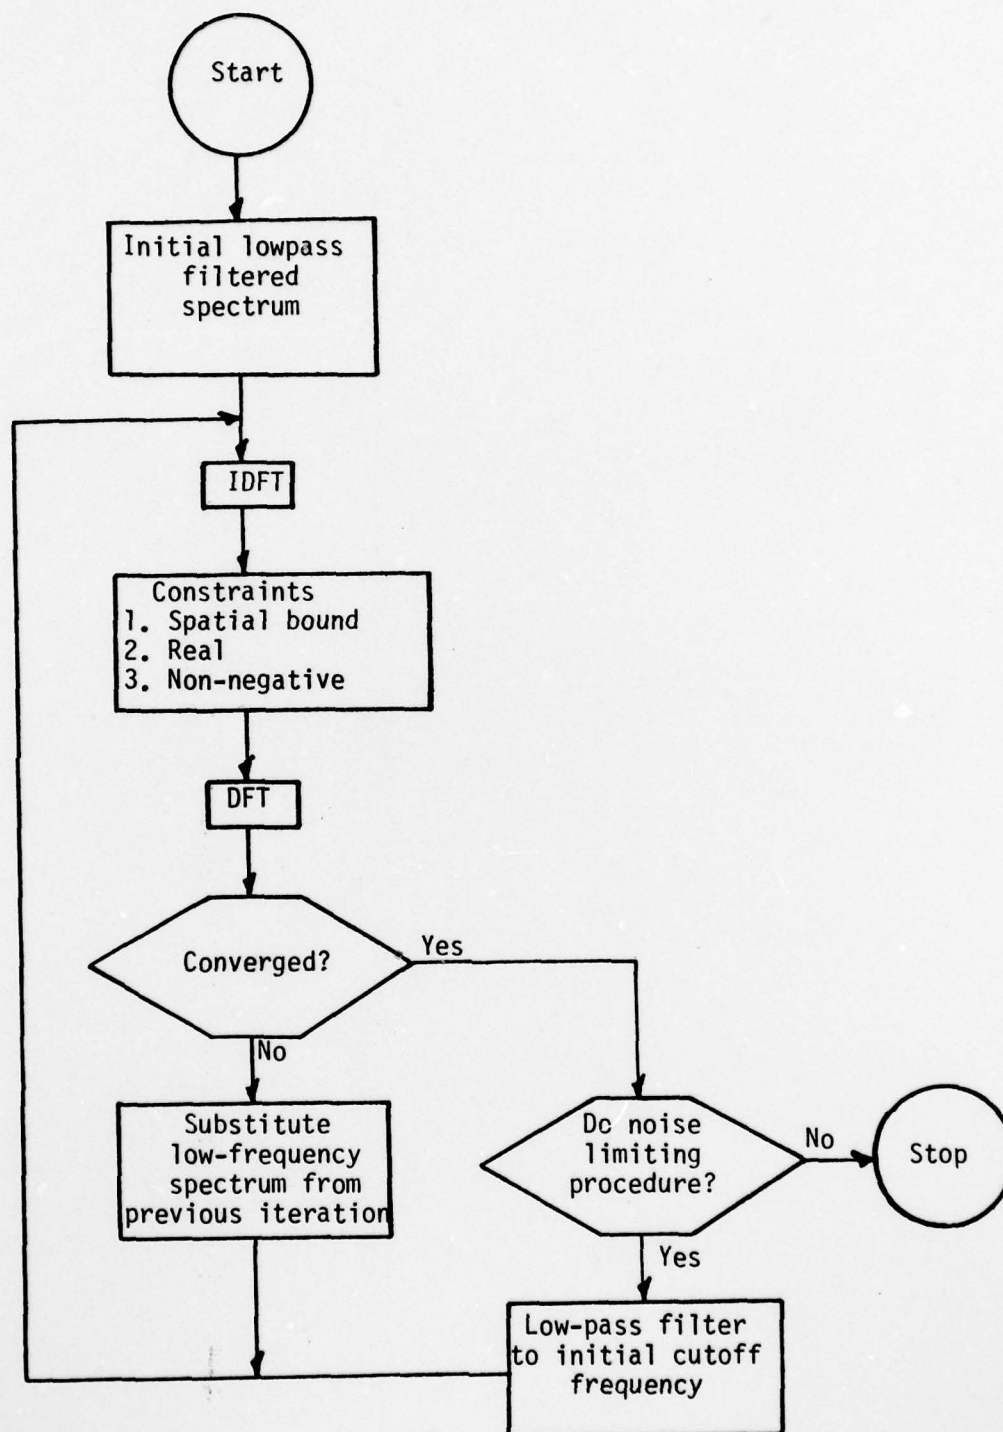 Start
Initial lowpass
filtered
spectrum
IDFT
Constraints
1. Spatial bound
2. Real
3. Non-negative
DFT
Converged?
Yes
No
Substitute
low-frequency
spectrum from
previous iteration
Do noise
limiting
procedure?
No
Stop
Yes
Low-pass filter
to initial cutoff
frequency